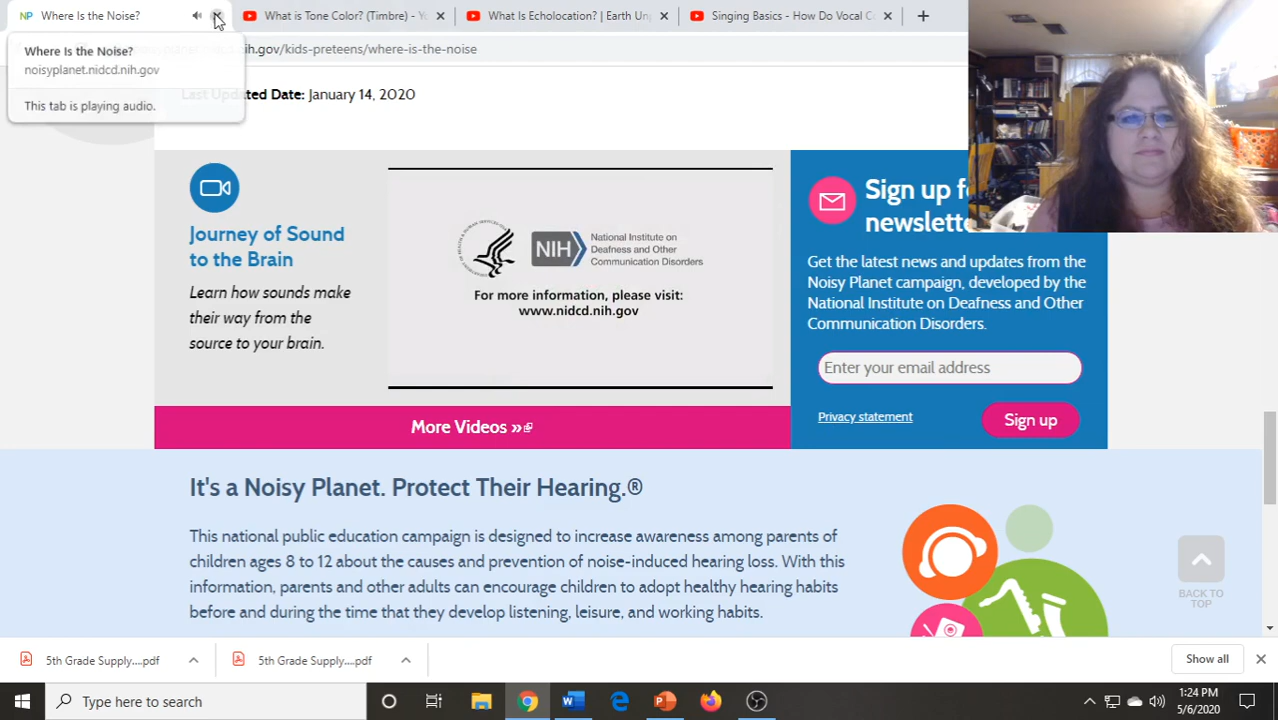 NP Where Is the Noise?
What is Tone Color? (Timbre) - Yo
What Is Echolocation? | Earth Un
Singing Basics - How Do Vocal C
Where Is the Noise?
noisyplanet.nidcd.nih.gov
This tab is playing audio.
nih.gov/kids-preteens/where-is-the-noise
Last Updated Date: January 14, 2020
Journey of Sound
to the Brain
Learn how sounds make
their way from the
source to your brain.
NIH National Institute on
Deafness and Other
Communication Disorders
For more information, please visit:
www.nidcd.nih.gov
More Videos »
Sign up f
newslette
Get the latest news and updates from the
Noisy Planet campaign, developed by the
National Institute on Deafness and Other
Communication Disorders.
Enter your email address
Privacy statement
Sign up
It's a Noisy Planet. Protect Their Hearing.®
This national public education campaign is designed to increase awareness among parents of
children ages 8 to 12 about the causes and prevention of noise-induced hearing loss. With this
information, parents and other adults can encourage children to adopt healthy hearing habits
before and during the time that they develop listening, leisure, and working habits.
BACK TO
TOP
5th Grade Supply....pdf
5th Grade Supply....pdf
Show all
Type here to search
1:24 PM
5/6/2020